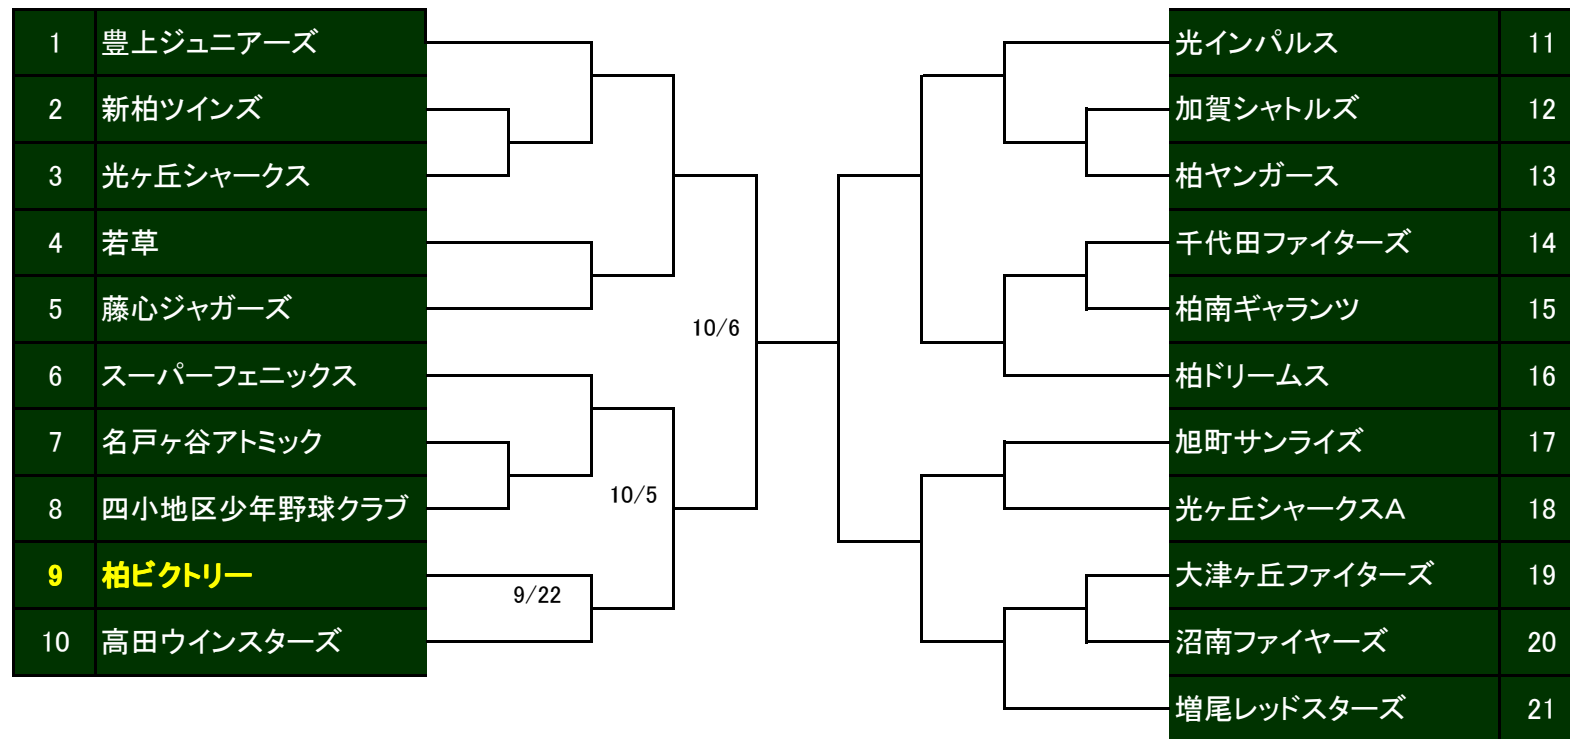 1 豊上ジュニアーズ
2 新柏ツインズ
3 光ヶ丘シャークス
4 若草
5 藤心ジャガーズ
6 スーパーフェニックス
7 名戸ヶ谷アトミック
8 四小地区少年野球クラブ
9 柏ビクトリー
10 高田ウインスターズ
10/6
10/5
9/22
光インパルス 11
加賀シャトルズ 12
柏ヤンガース 13
千代田ファイターズ 14
柏南ギャランツ 15
柏ドリームス 16
旭町サンライズ 17
光ヶ丘シャークスA 18
大津ヶ丘ファイターズ 19
沼南ファイヤーズ 20
増尾レッドスターズ 21